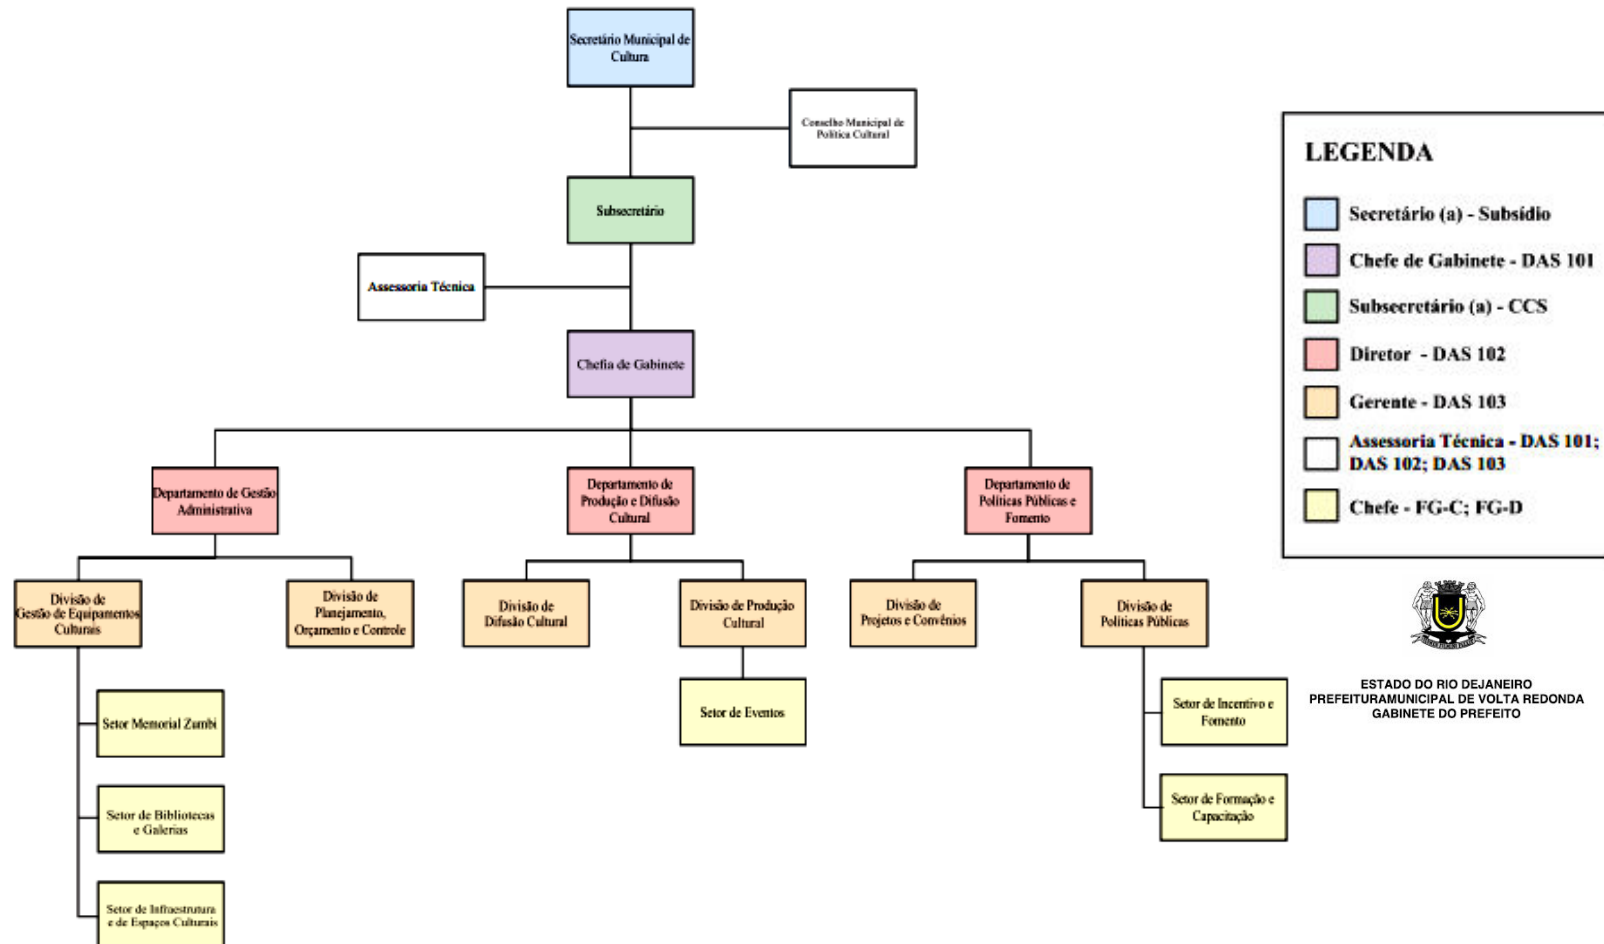 Secretário Municipal de
Cultura
Conselho Municipal de
Política Cultural
Subsecretário
Assessoria Técnica
Chefia de Gabinete
Departamento de Gestão
Administrativa
Departamento de
Produção e Difusão
Cultural
Departamento de
Políticas Públicas e
Fomento
Divisão de
Gestão de Equipamentos
Culturais
Divisão de
Planejamento,
Orçamento e Controle
Divisão de
Difusão Cultural
Divisão de Produção
Cultural
Divisão de
Projetos e Convênios
Divisão de
Políticas Públicas
Setor Memorial Zumbi
Setor de Bibliotecas
e Galerias
Setor de Infraestrutura
e de Espaços Culturais
Setor de Eventos
Setor de Incentivo e
Fomento
Setor de Formação e
Capacitação
LEGENDA
Secretário (a) - Subsídio
Chefe de Gabinete - DAS 101
Subsecretário (a) - CCS
Diretor - DAS 102
Gerente - DAS 103
Assessoria Técnica - DAS 101;
DAS 102; DAS 103
Chefe - FG-C; FG-D
ESTADO DO RIO DEJANEIRO
PREFEITURAMUNICIPAL DE VOLTA REDONDA
GABINETE DO PREFEITO